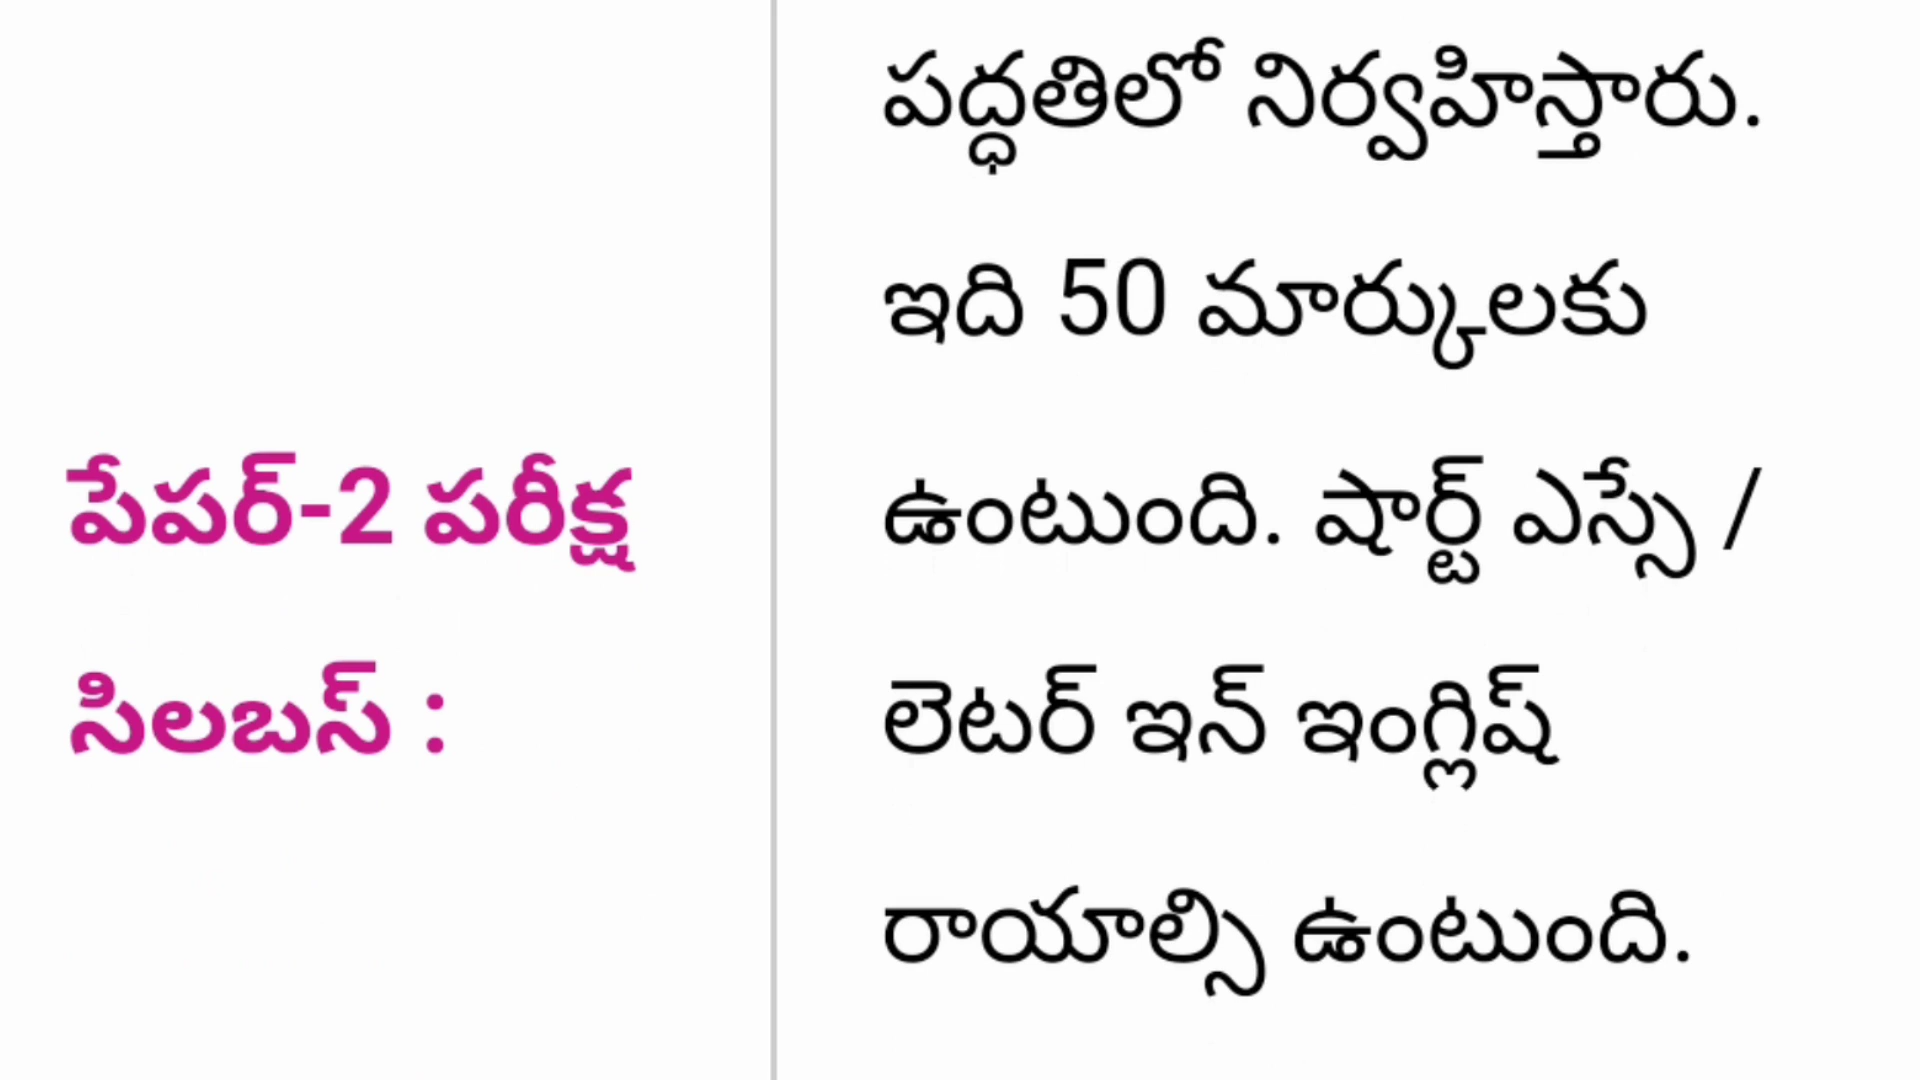 పేపర్-2 పరీక్ష
సిలబస్ :
పద్ధతిలో నిర్వహిస్తారు.
ఇది 50 మార్కులకు
ఉంటుంది. షార్ట్ ఎస్సే /
లెటర్ ఇన్ ఇంగ్లిష్
రాయాల్సి ఉంటుంది.